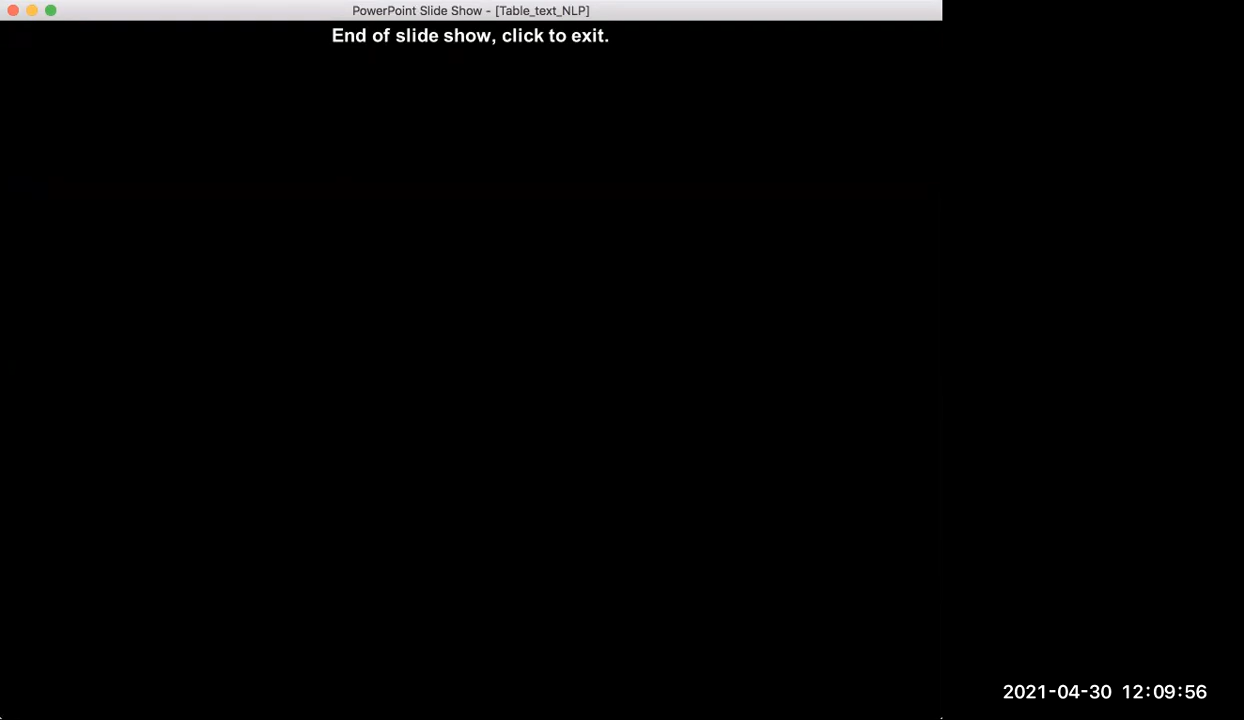 PowerPoint Slide Show - [Table_text_NLP]
End of slide show, click to exit.
2021-04-30 12:09:56